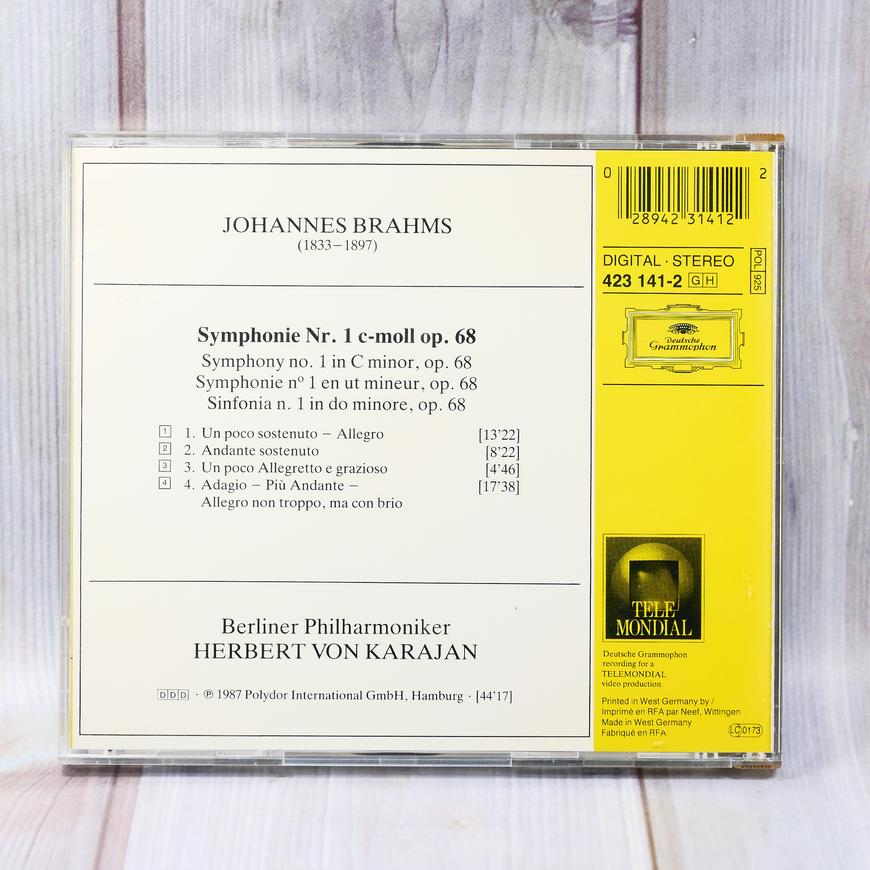 JOHANNES BRAHMS
(1833–1897)
Symphonie Nr. 1 c-moll op. 68
Symphony no. 1 in C minor, op. 68
Symphonie nº 1 en ut mineur, op. 68
Sinfonia n. 1 in do minore, op. 68
1 1. Un poco sostenuto – Allegro [13'22]
2 2. Andante sostenuto [8'22]
3 3. Un poco Allegretto e grazioso [4'46]
4 4. Adagio – Più Andante – [17'38]
Allegro non troppo, ma con brio
Berliner Philharmoniker
HERBERT VON KARAJAN
DDD · ℗ 1987 Polydor International GmbH, Hamburg · [44'17]
0 28942 31412 2
DIGITAL · STEREO
423 141-2 GH
POL 925
Deutsche
Grammophon
TELE
MONDIAL
Deutsche Grammophon
recording for a
TELEMONDIAL
video production
Printed in West Germany by /
Imprimé en RFA par Neef, Wittingen
Made in West Germany
Fabriqué en RFA
LC 0173